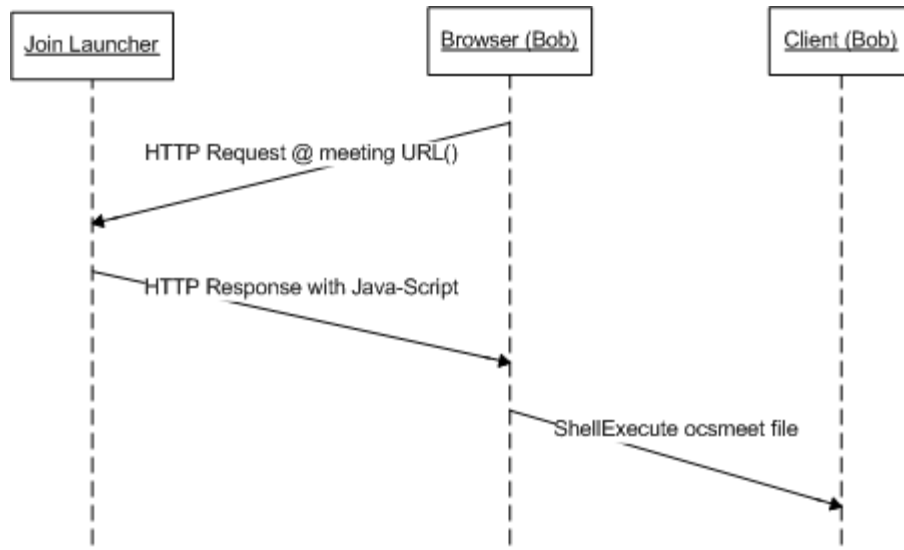 Join Launcher
Browser (Bob)
Client (Bob)
HTTP Request @ meeting URL()
HTTP Response with Java-Script
ShellExecute ocsmeet file